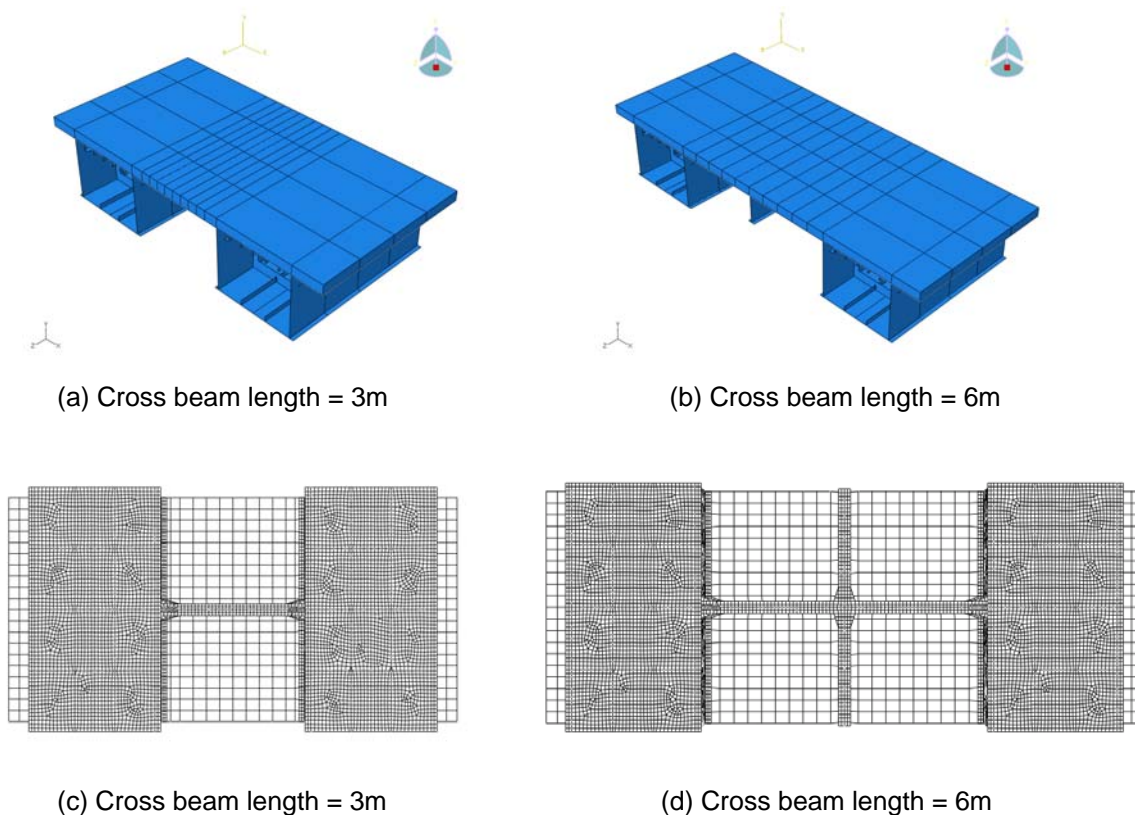 (a) Cross beam length = 3m
(b) Cross beam length = 6m
(c) Cross beam length = 3m
(d) Cross beam length = 6m